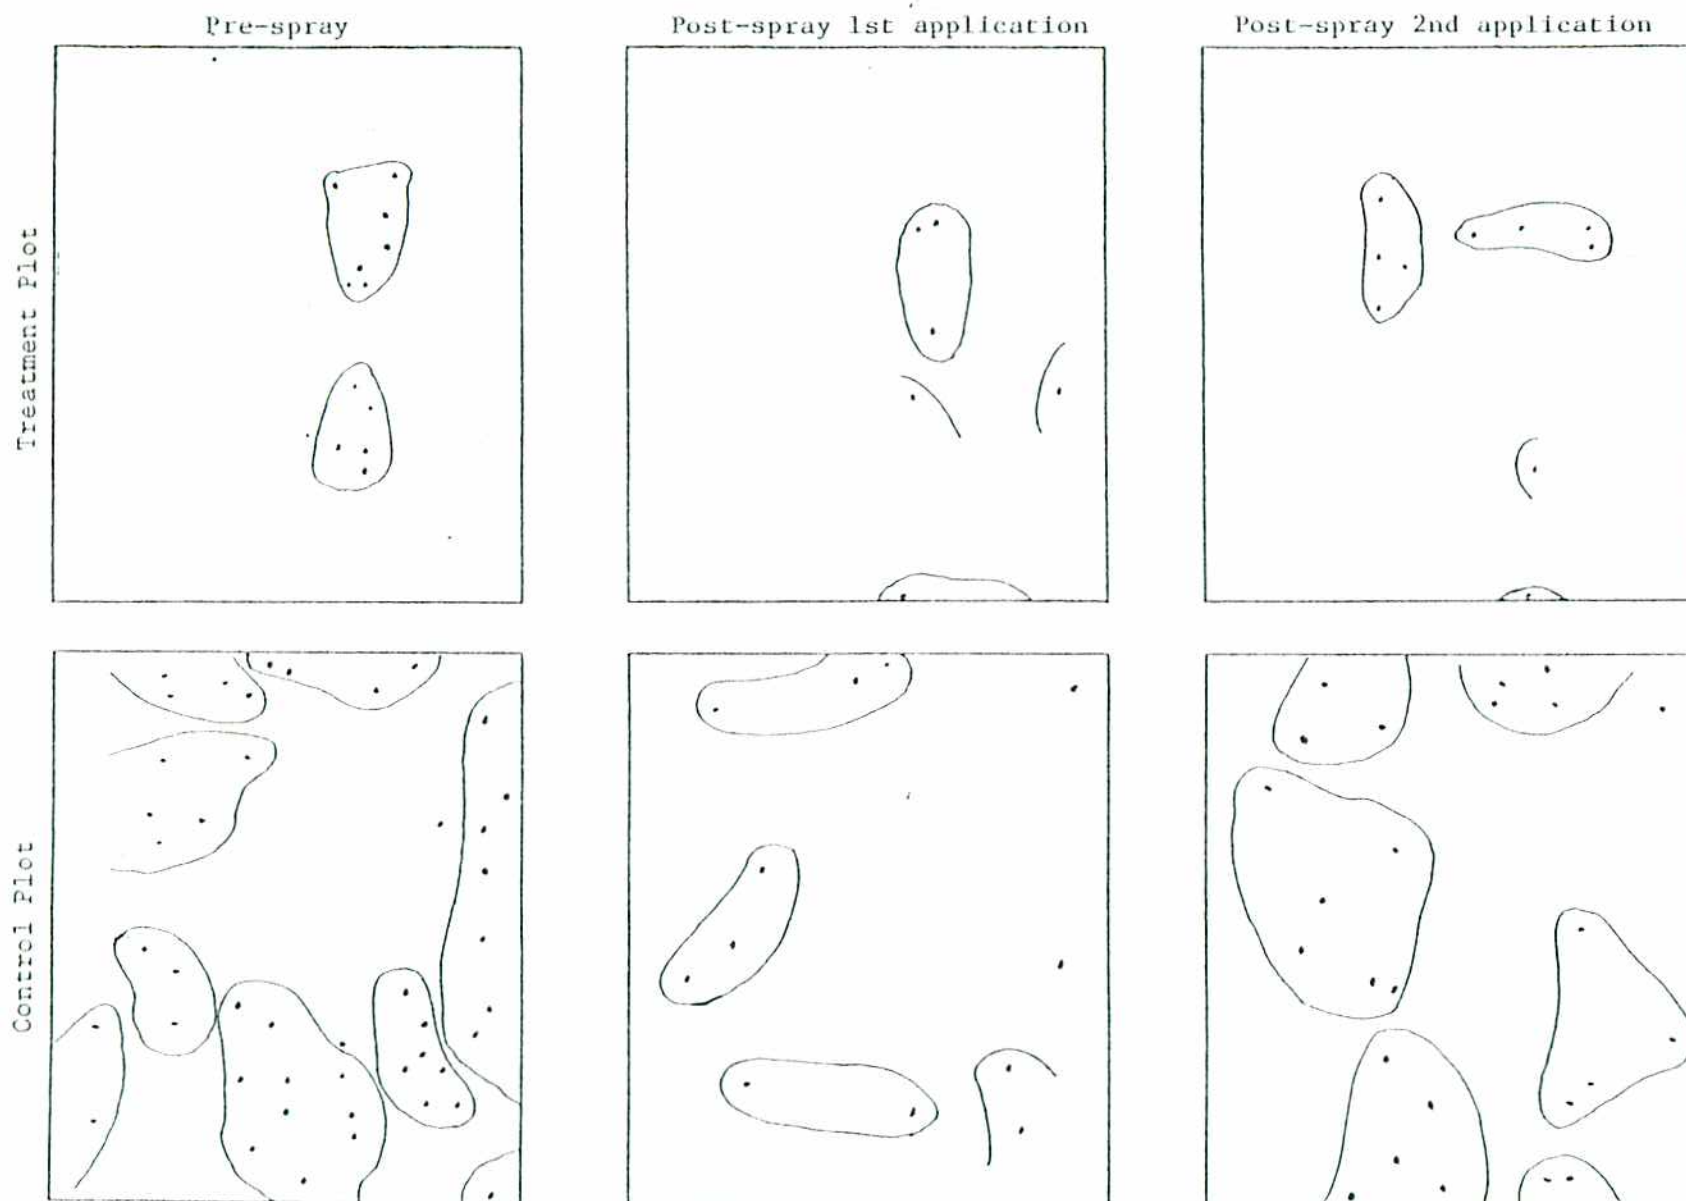 Pre-spray
Post-spray 1st application
Post-spray 2nd application
Treatment Plot
Control Plot